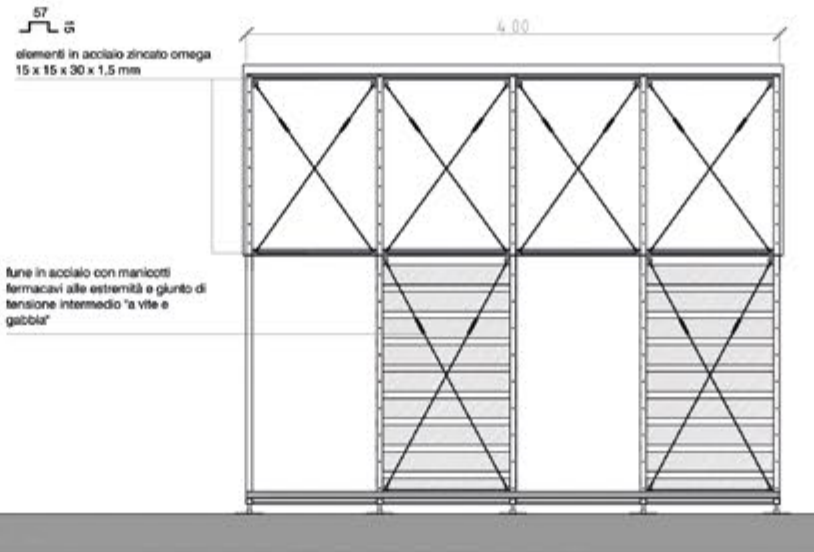 57
15
4.00
elementi in acciaio zincato omega
15 x 15 x 30 x 1,5 mm
fune in acciaio con manicotti
fermacavi alle estremità e giunto di
tensione intermedio "a vite e
gabbia"